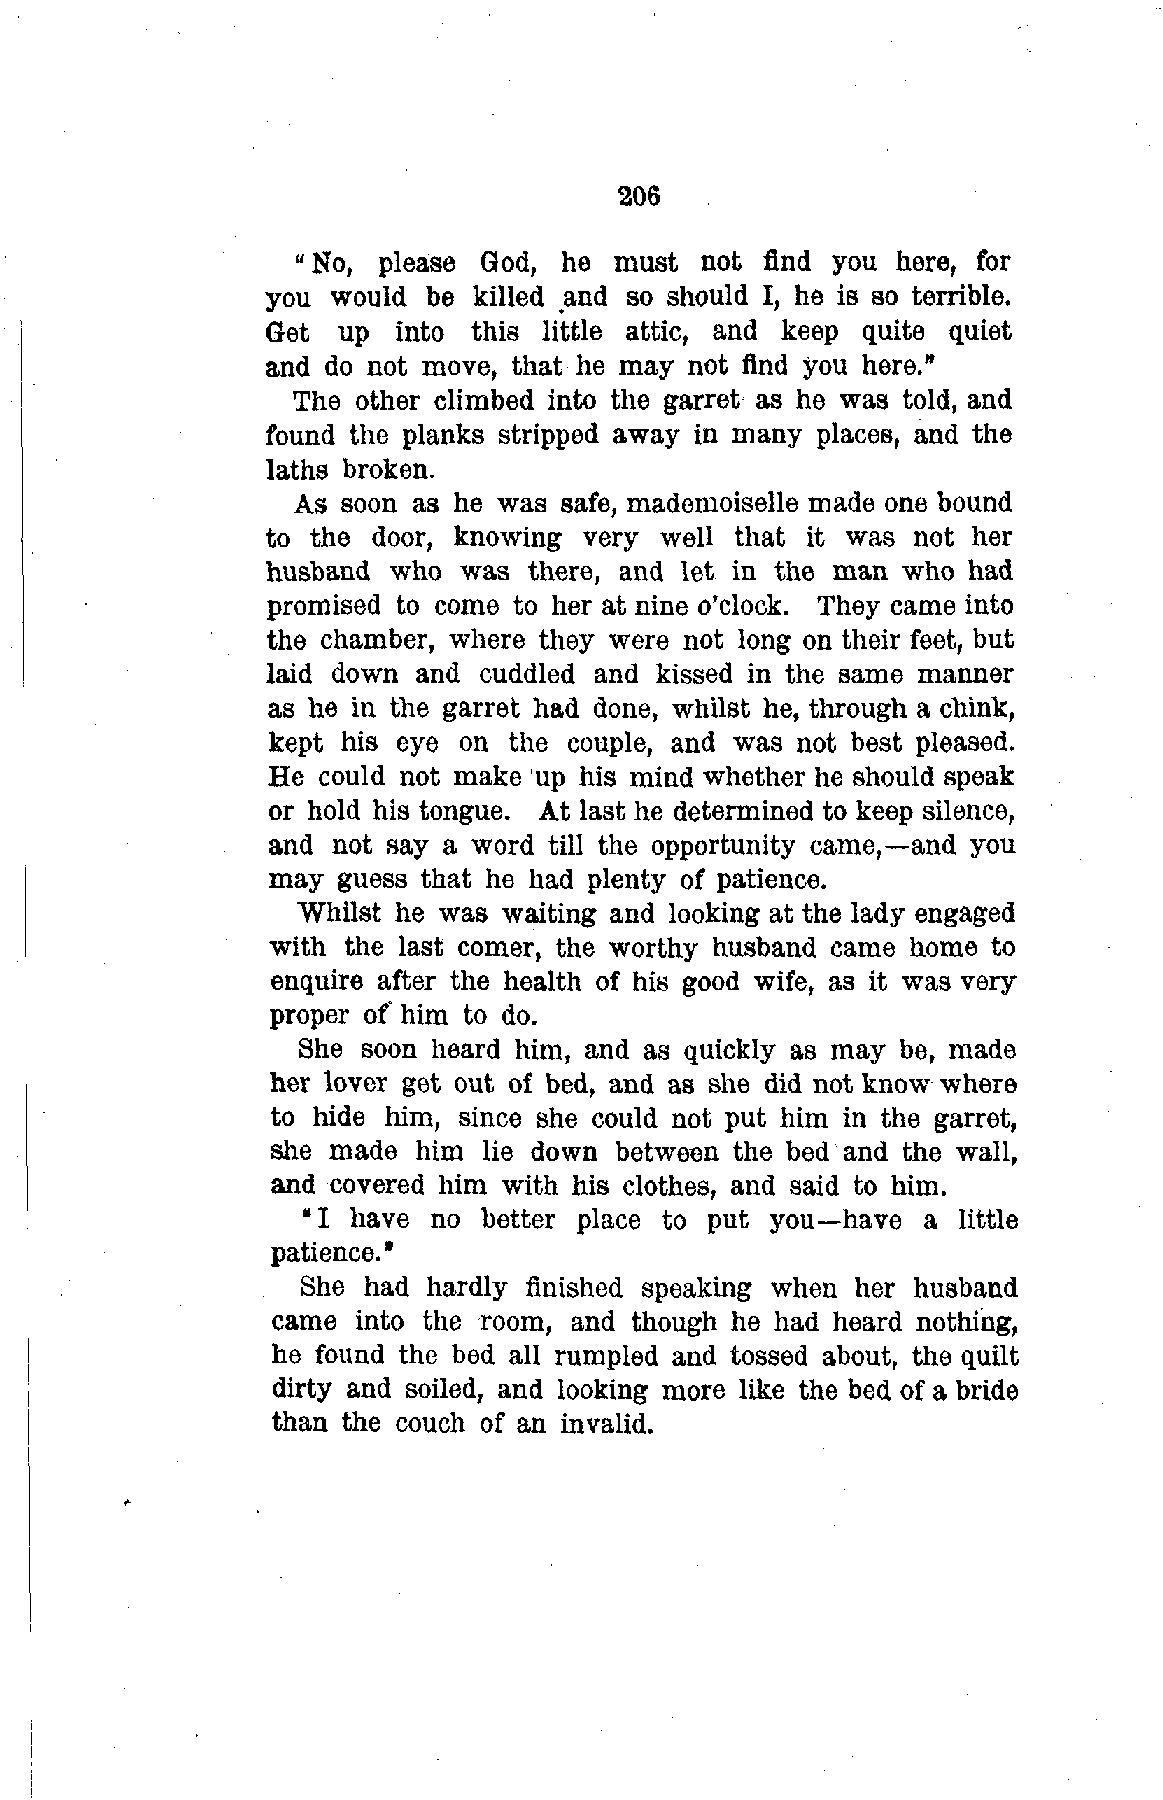 206
" No, please God, he must not find you here, for
you would be killed and so should I, he is so terrible.
Get up into this little attic, and keep quite quiet
and do not move, that he may not find you here."
The other climbed into the garret as he was told, and
found the planks stripped away in many places, and the
laths broken.
As soon as he was safe, mademoiselle made one bound
to the door, knowing very well that it was not her
husband who was there, and let in the man who had
promised to come to her at nine o'clock. They came into
the chamber, where they were not long on their feet, but
laid down and cuddled and kissed in the same manner
as he in the garret had done, whilst he, through a chink,
kept his eye on the couple, and was not best pleased.
He could not make up his mind whether he should speak
or hold his tongue. At last he determined to keep silence,
and not say a word till the opportunity came,—and you
may guess that he had plenty of patience.
Whilst he was waiting and looking at the lady engaged
with the last comer, the worthy husband came home to
enquire after the health of his good wife, as it was very
proper of him to do.
She soon heard him, and as quickly as may be, made
her lover get out of bed, and as she did not know where
to hide him, since she could not put him in the garret,
she made him lie down between the bed and the wall,
and covered him with his clothes, and said to him.
"I have no better place to put you—have a little
patience."
She had hardly finished speaking when her husband
came into the room, and though he had heard nothing,
he found the bed all rumpled and tossed about, the quilt
dirty and soiled, and looking more like the bed of a bride
than the couch of an invalid.